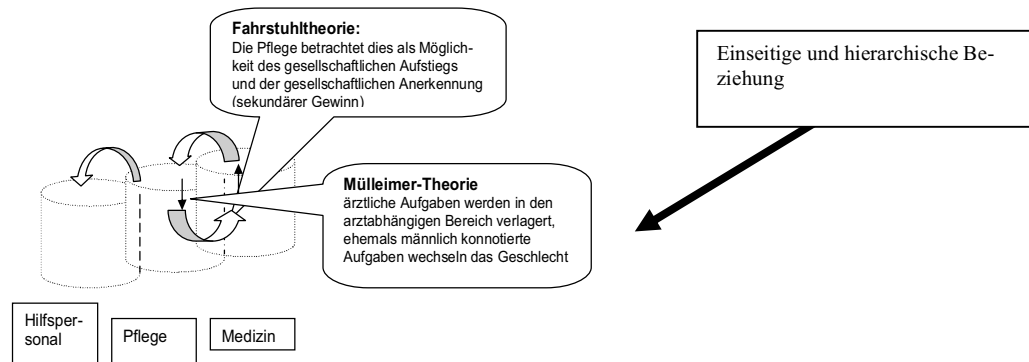 Fahrstuhltheorie:
Die Pflege betrachtet dies als Möglich-
keit des gesellschaftlichen Aufstiegs
und der gesellschaftlichen Anerkennung
(sekundärer Gewinn)
Einseitige und hierarchische Be-
ziehung
Mülleimer-Theorie
ärztliche Aufgaben werden in den
arztabhängigen Bereich verlagert,
ehemals männlich konnotierte
Aufgaben wechseln das Geschlecht
Hilfsper-
sonal
Pflege
Medizin